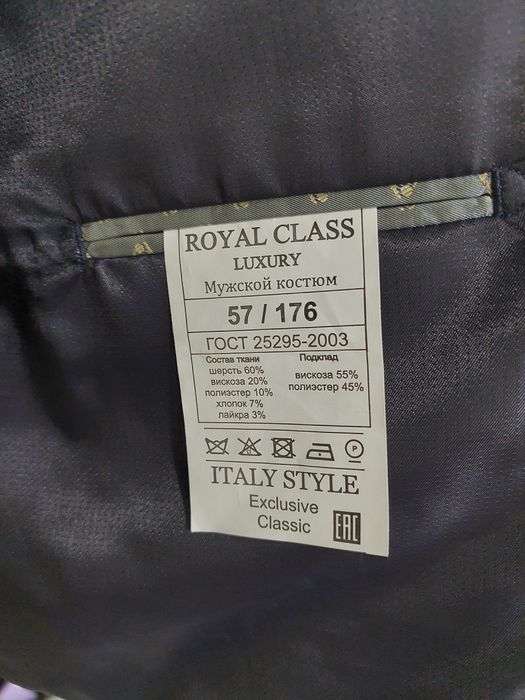 ROYAL CLASS
LUXURY
Мужской костюм
57 / 176
ГОСТ 25295-2003
Состав ткани
шерсть 60%
вискоза 20%
полиэстер 10%
хлопок 7%
лайкра 3%
Подклад
вискоза 55%
полиэстер 45%
P
ITALY STYLE
Exclusive
Classic
EAC